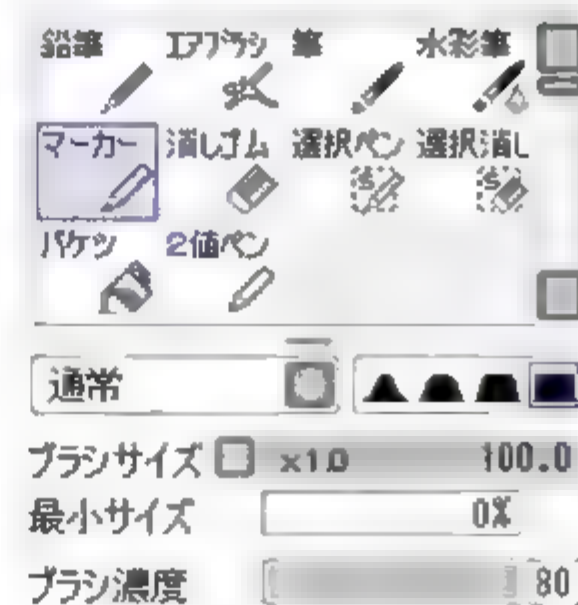 鉛筆 エアブラシ 筆 水彩筆
マーカー 消しゴム 選択ペン 選択消し
バケツ 2値ペン
通常
ブラシサイズ x1.0 100.0
最小サイズ 0%
ブラシ濃度 80